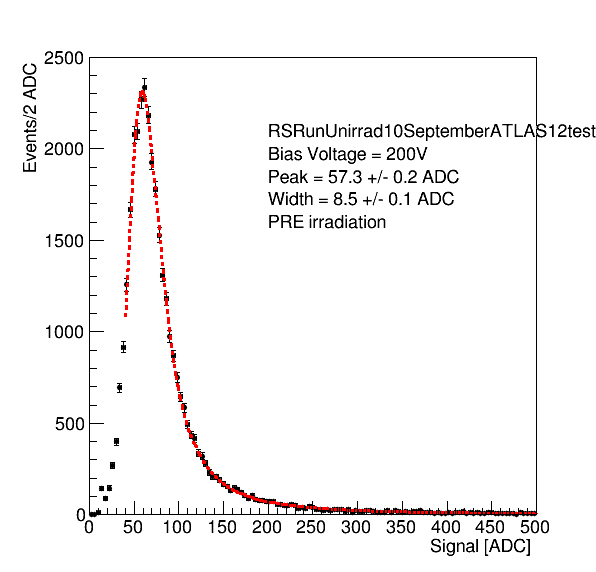 Events/2 ADC
2500
2000
1500
1000
500
0
RSRunUnirrad10SeptemberATLAS12test
Bias Voltage = 200V
Peak = 57.3 +/- 0.2 ADC
Width = 8.5 +/- 0.1 ADC
PRE irradiation
0 50 100 150 200 250 300 350 400 450 500
Signal [ADC]